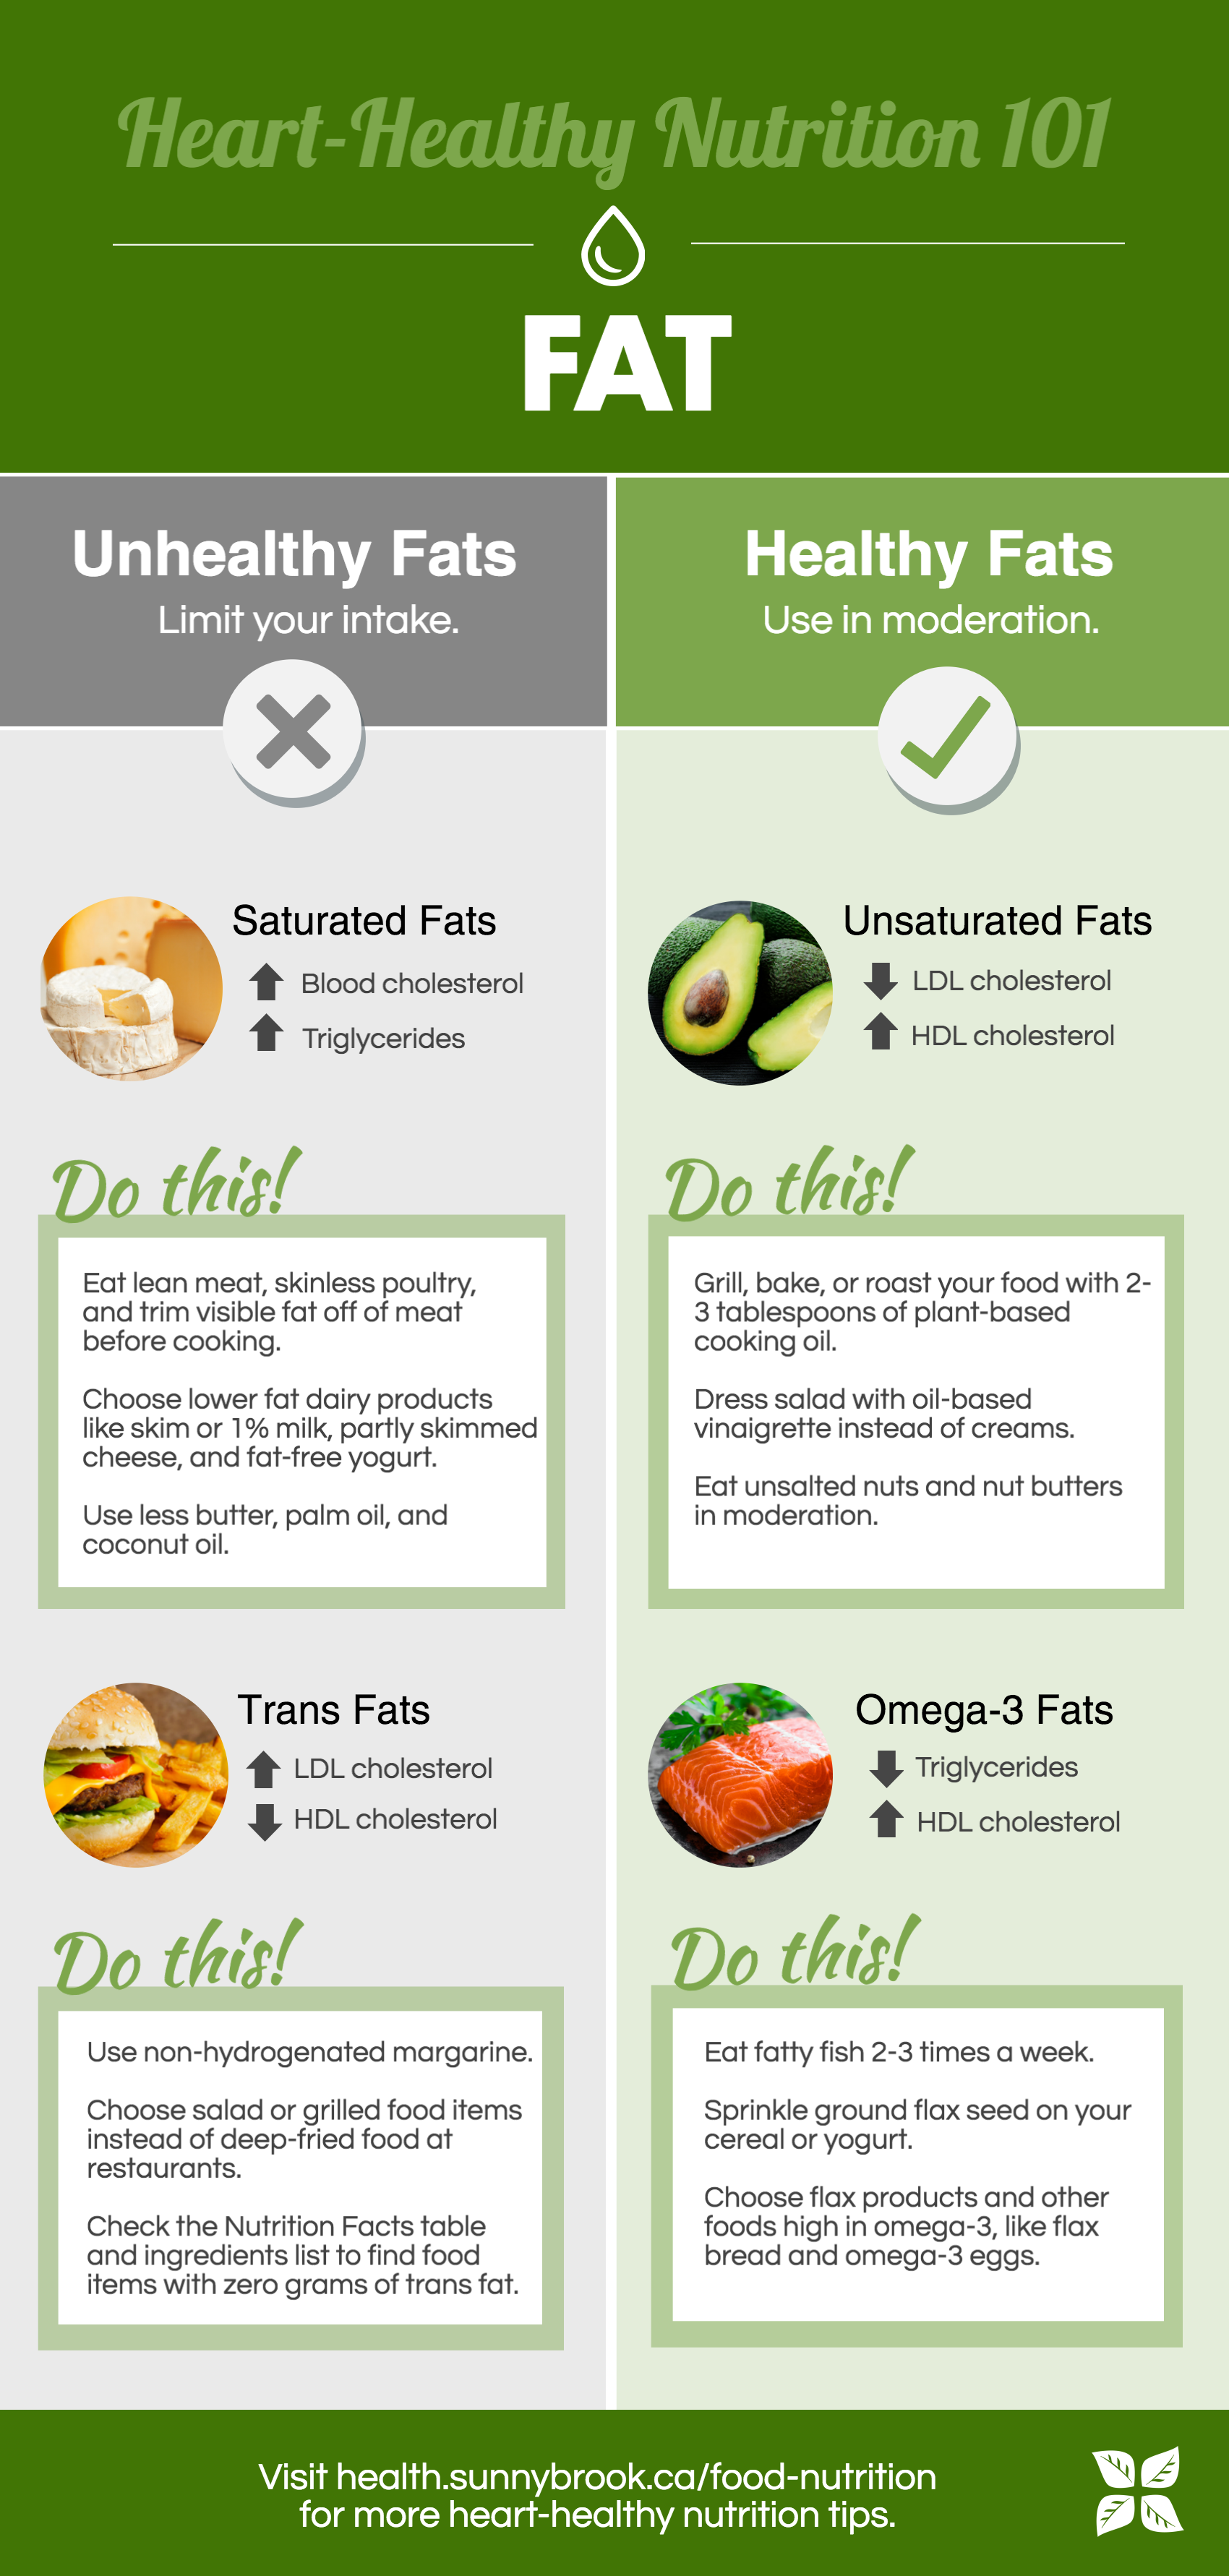 Heart-Healthy Nutrition 101
FAT
Unhealthy Fats
Limit your intake.
Saturated Fats
Blood cholesterol
Triglycerides
Do this!
Eat lean meat, skinless poultry,
and trim visible fat off of meat
before cooking.
Choose lower fat dairy products
like skim or 1% milk, partly skimmed
cheese, and fat-free yogurt.
Use less butter, palm oil, and
coconut oil.
Trans Fats
LDL cholesterol
HDL cholesterol
Do this!
Use non-hydrogenated margarine.
Choose salad or grilled food items
instead of deep-fried food at
restaurants.
Check the Nutrition Facts table
and ingredients list to find food
items with zero grams of trans fat.
Healthy Fats
Use in moderation.
Unsaturated Fats
LDL cholesterol
HDL cholesterol
Do this!
Grill, bake, or roast your food with 2-
3 tablespoons of plant-based
cooking oil.
Dress salad with oil-based
vinaigrette instead of creams.
Eat unsalted nuts and nut butters
in moderation.
Omega-3 Fats
Triglycerides
HDL cholesterol
Do this!
Eat fatty fish 2-3 times a week.
Sprinkle ground flax seed on your
cereal or yogurt.
Choose flax products and other
foods high in omega-3, like flax
bread and omega-3 eggs.
Visit health.sunnybrook.ca/food-nutrition
for more heart-healthy nutrition tips.